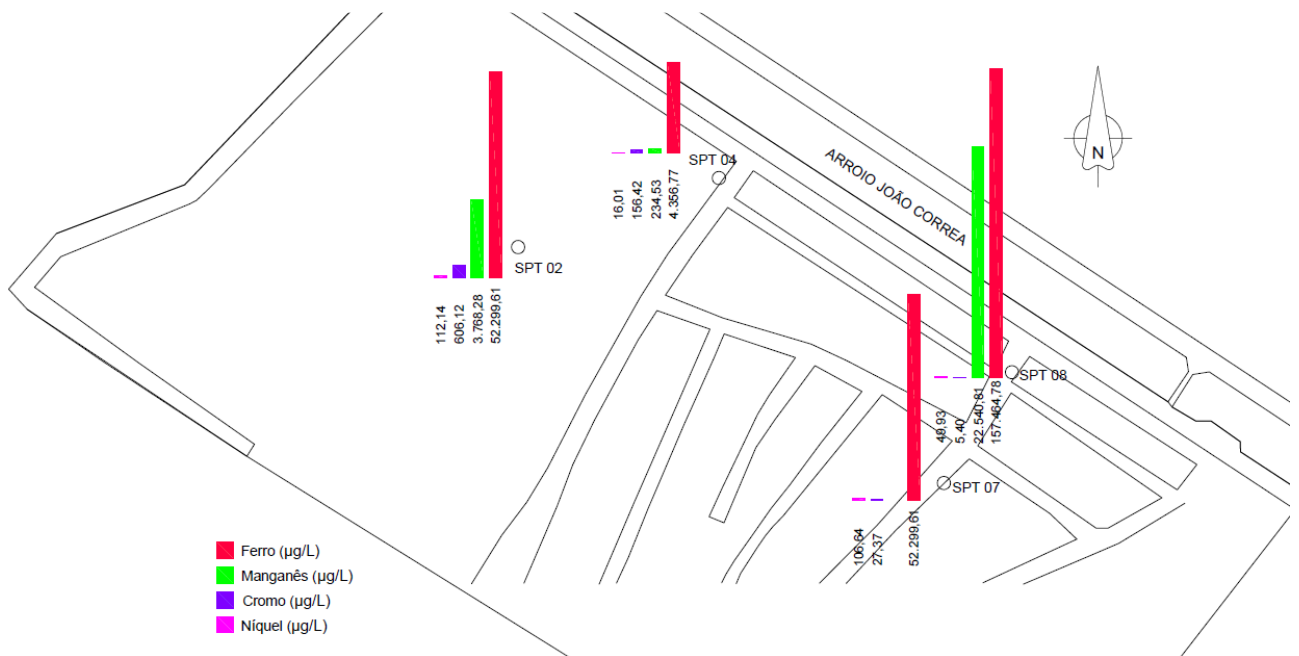 SPT 04
16,01
156,42
234,53
4.356,77
ARROIO JOÃO CORREA
N
SPT 02
112,14
606,12
3.768,28
52.299,61
SPT 08
49,93
5,40
22.540,81
157.464,78
SPT 07
106,64
27,37
52.299,61
Ferro (µg/L)
Manganês (µg/L)
Cromo (µg/L)
Níquel (µg/L)